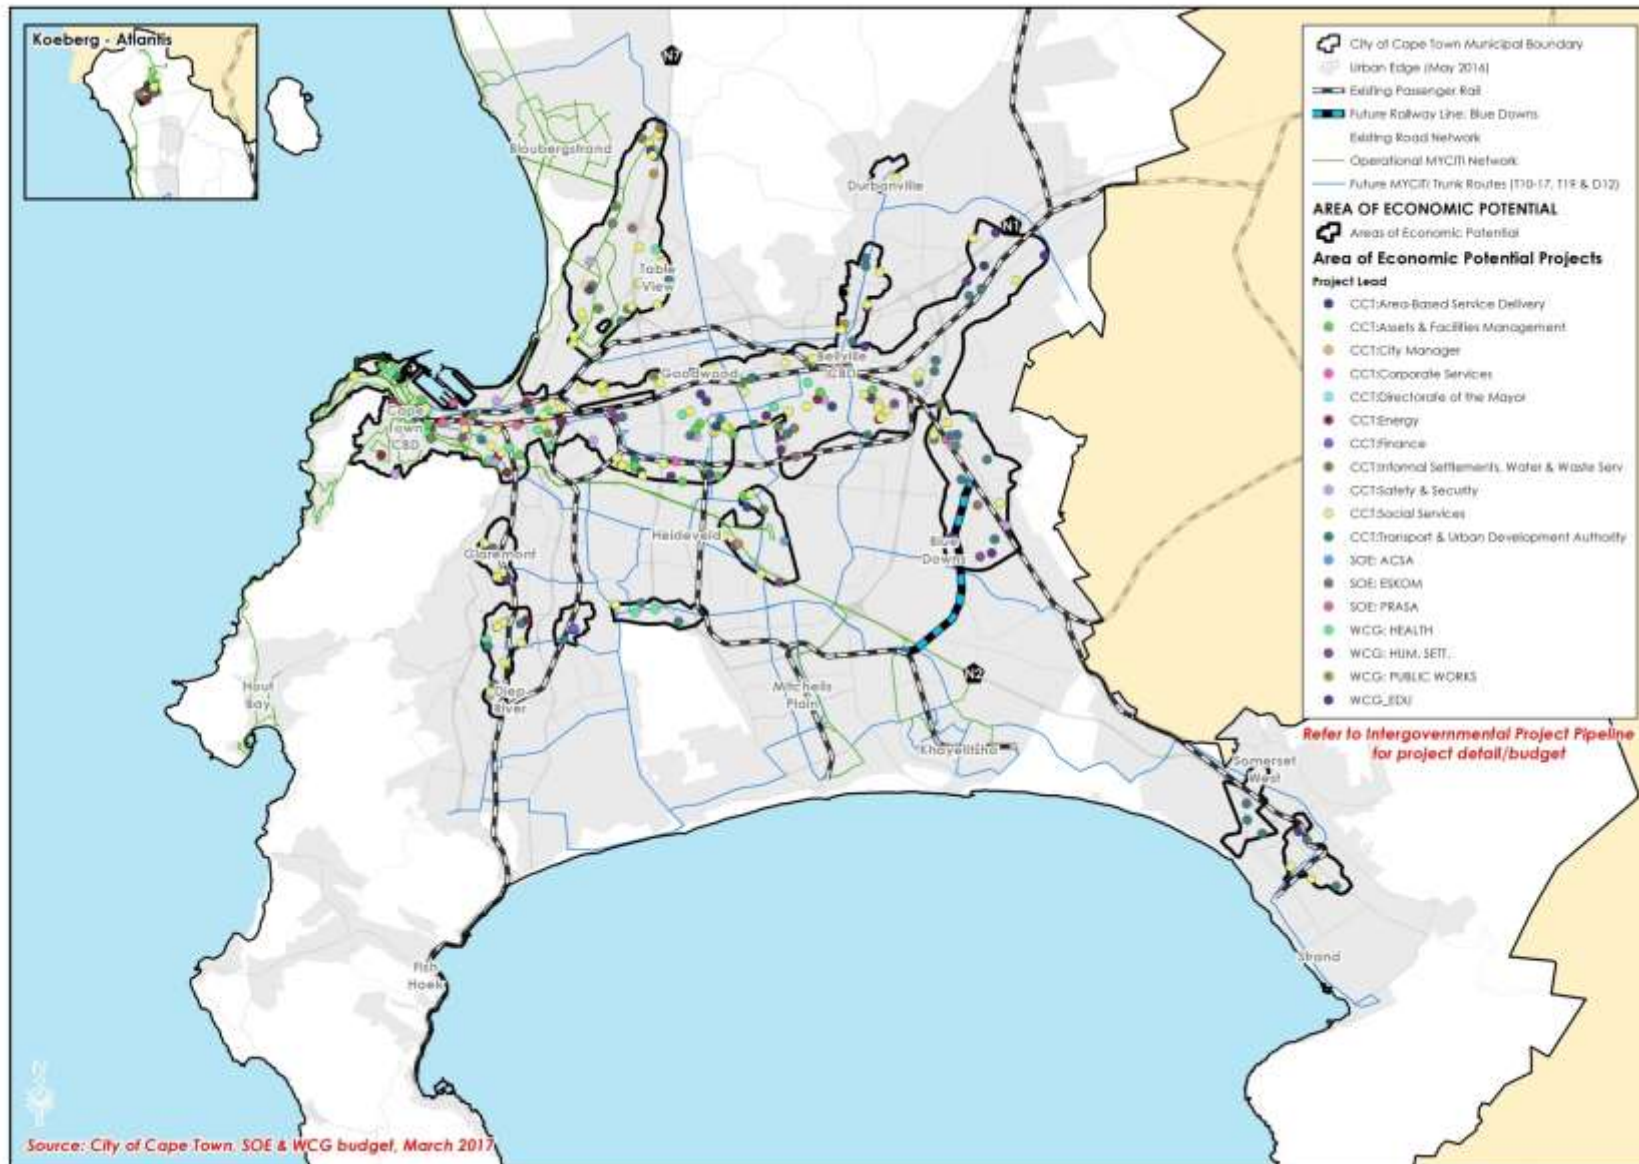 Koeberg - Atlantis
N7
Bloubergstrand
Durbanville
N1
Table
View
Bellville
CBD
Goodwood
Cape
Town
CBD
Heideveld
Blue
Downs
Claremont
Hout
Bay
Diep
River
Mitchells
Plain
N2
Khayelitsha
Somerset
West
Strand
Fish
Hoek
City of Cape Town Municipal Boundary
Urban Edge (May 2016)
Existing Passenger Rail
Future Railway Line: Blue Downs
Existing Road Network
Operational MYCITI Network
Future MYCITI Trunk Routes (T10-17, T19 & D12)
AREA OF ECONOMIC POTENTIAL
Areas of Economic Potential
Area of Economic Potential Projects
Project Lead
CCT:Area-Based Service Delivery
CCT:Assets & Facilities Management
CCT:City Manager
CCT:Corporate Services
CCT:Directorate of the Mayor
CCT:Energy
CCT:Finance
CCT:Informal Settlements, Water & Waste Serv
CCT:Safety & Security
CCT:Social Services
CCT:Transport & Urban Development Authority
SOE: ACSA
SOE: ESKOM
SOE: PRASA
WCG: HEALTH
WCG: HUM. SETT.
WCG: PUBLIC WORKS
WCG_EDU
Refer to Intergovernmental Project Pipeline
for project detail/budget
Source: City of Cape Town, SOE & WCG budget, March 2017